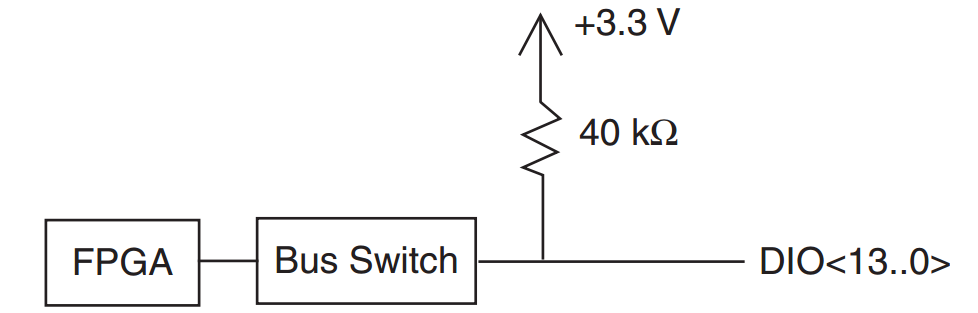 +3.3 V
40 kΩ
FPGA
Bus Switch
DIO<13..0>